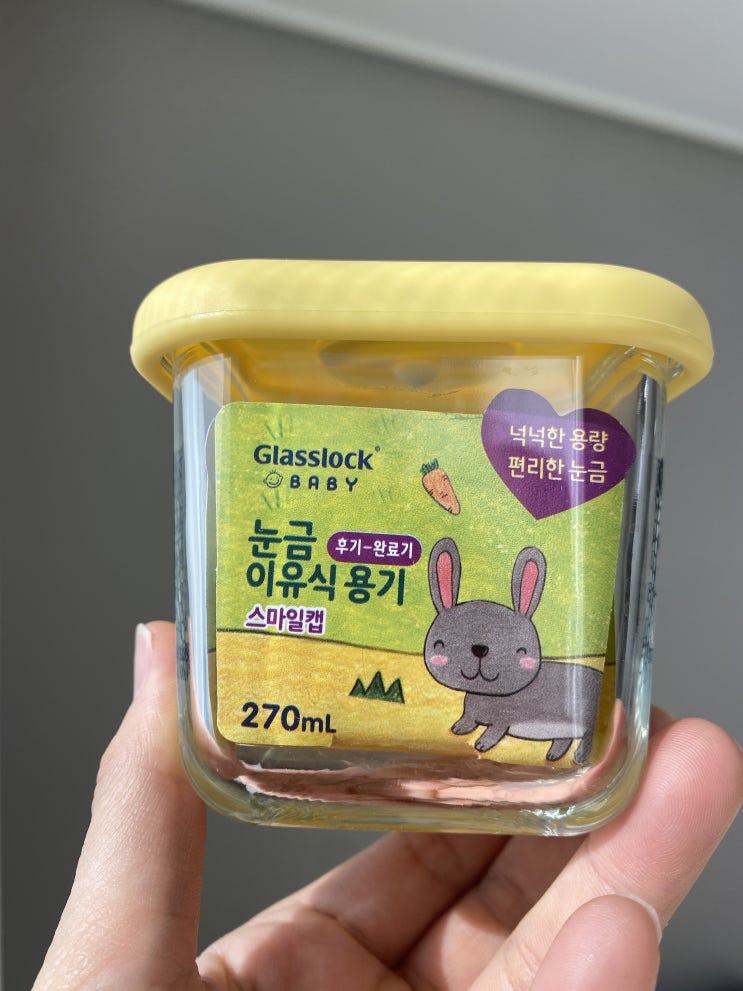 Glasslock®
BABY
넉넉한 용량
편리한 눈금
눈금 후기-완료기
이유식 용기
스마일캡
270mL